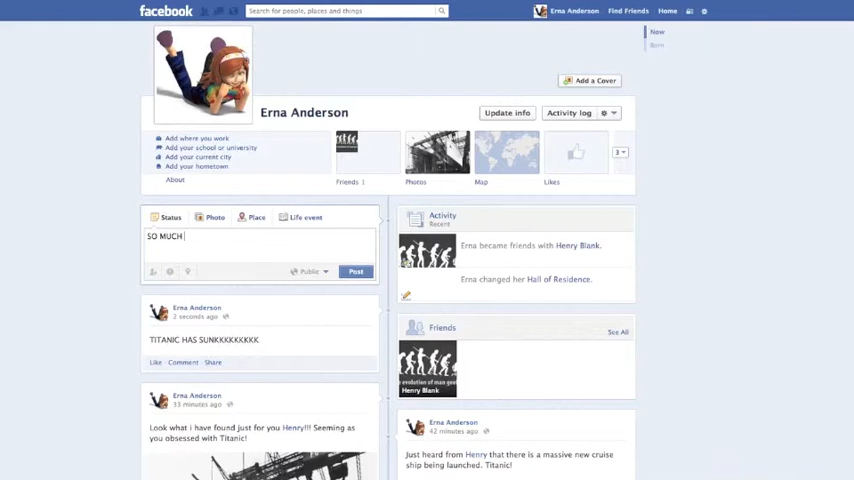 facebook
Search for people, places and things
Erna Anderson
Find Friends
Home
Now
Born
Add a Cover
Erna Anderson
Update info
Activity log
Add where you work
Add your school or university
Add your current city
Add your hometown
About
Friends 1
Photos
Map
Likes
3
Status
Photo
Place
Life event
SO MUCH
Public
Post
Erna Anderson
2 seconds ago
TITANIC HAS SUNKKKKKKKKK
Like · Comment · Share
Erna Anderson
33 minutes ago
Look what i have found just for you Henry!!! Seeming as
you obsessed with Titanic!
Activity
Recent
Erna became friends with Henry Blank.
Erna changed her Hall of Residence.
Friends
See All
Henry Blank
Erna Anderson
42 minutes ago
Just heard from Henry that there is a massive new cruise
ship being launched. Titanic!